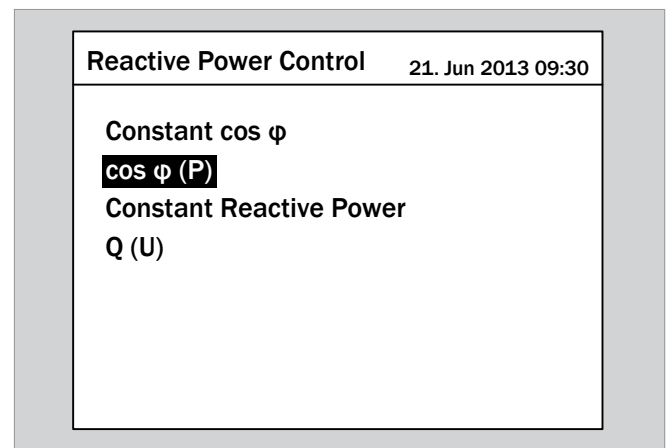 Reactive Power Control 21. Jun 2013 09:30
Constant cos φ
cos φ (P)
Constant Reactive Power
Q (U)